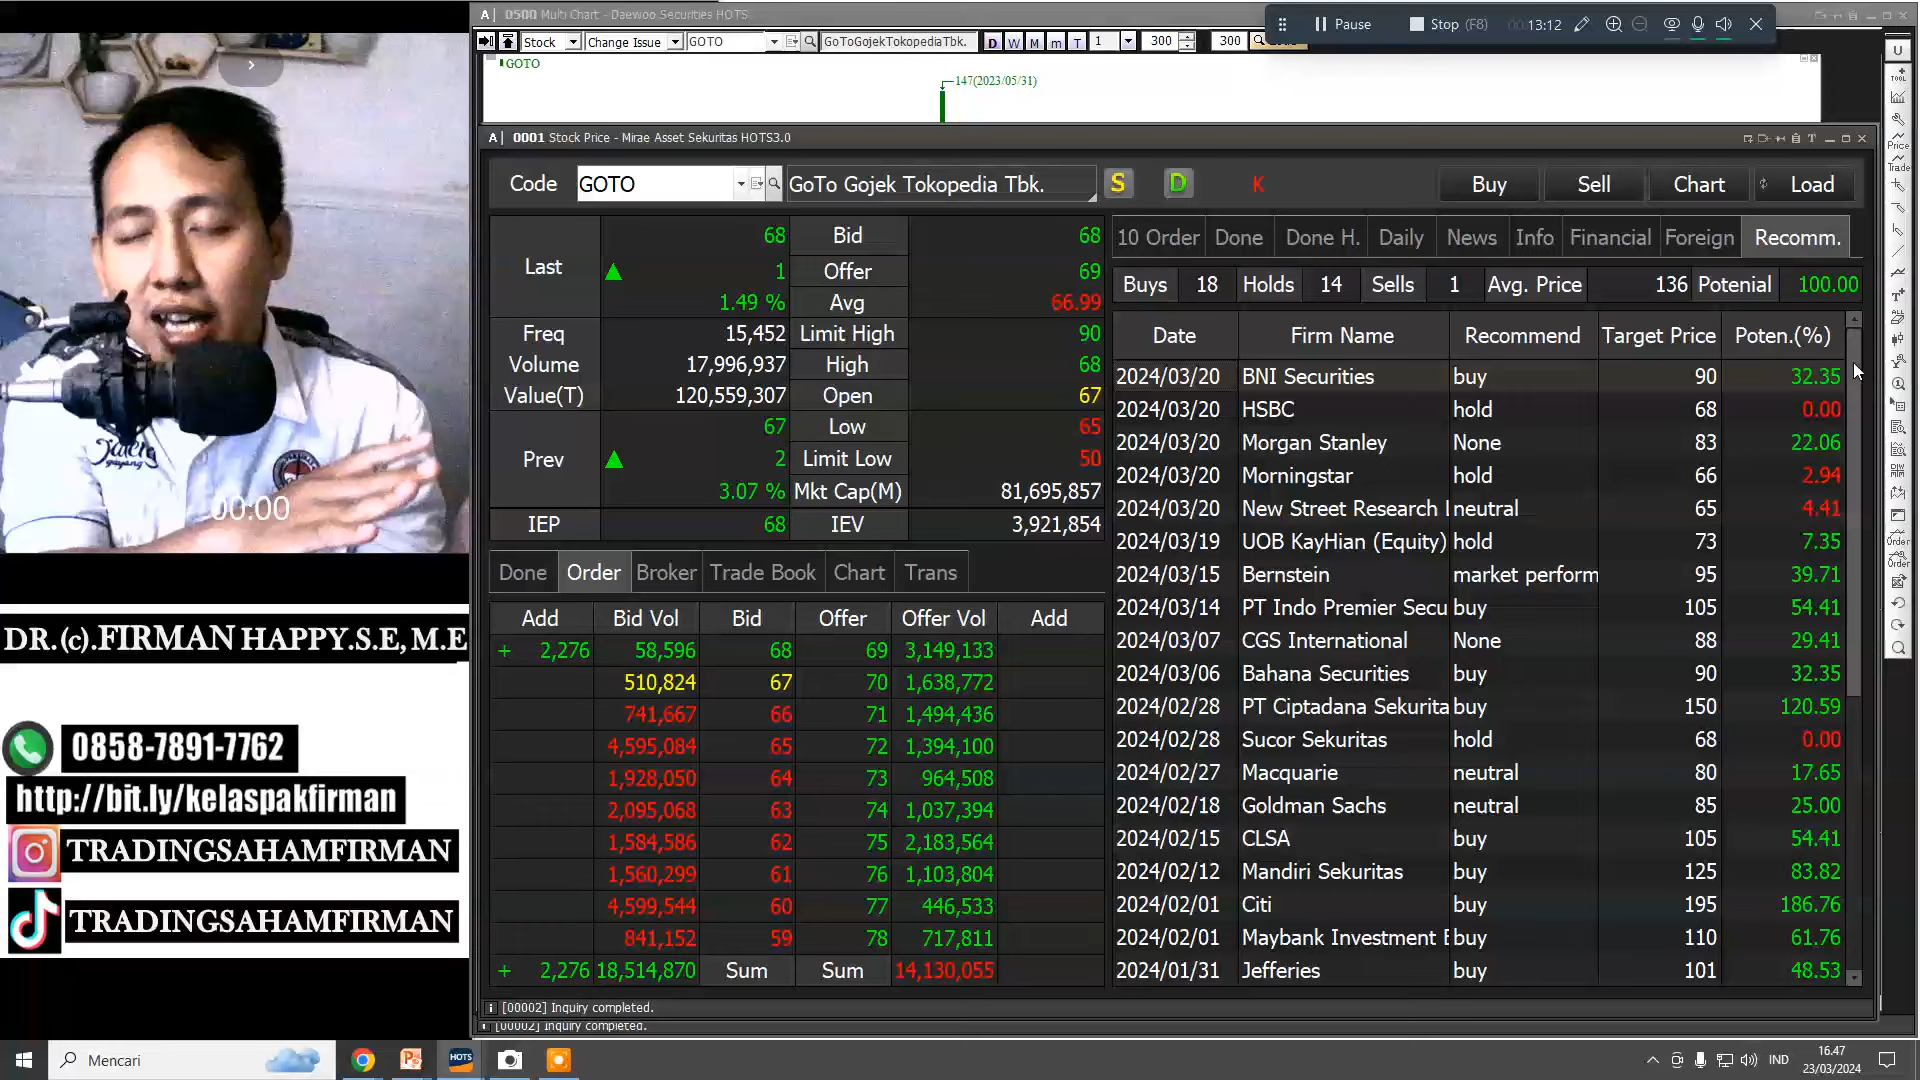 D500 Multi Chart - Daewoo Securities HOTS
Pause Stop (F8) 00:13:12
Stock Change Issue GOTO GoToGojekTokopediaTbk. D W M m T 1 300 300
GOTO
147(2023/05/31)
0001 Stock Price - Mirae Asset Sekuritas HOTS3.0
Code GOTO GoTo Gojek Tokopedia Tbk. S D K Buy Sell Chart Load
10 Order Done Done H. Daily News Info Financial Foreign Recomm.
Buys 18 Holds 14 Sells 1 Avg. Price 136 Potenial 100.00
Last 68 Bid 68
1 Offer 69
1.49 % Avg 66.99
Freq 15,452 Limit High 90
Volume 17,996,937 High 68
Value(T) 120,559,307 Open 67
Prev 67 Low 65
2 Limit Low 50
3.07 % Mkt Cap(M) 81,695,857
IEP 68 IEV 3,921,854
Done Order Broker Trade Book Chart Trans
Add Bid Vol Bid Offer Offer Vol Add
+ 2,276 58,596 68 69 3,149,133
510,824 67 70 1,638,772
741,667 66 71 1,494,436
4,595,084 65 72 1,394,100
1,928,050 64 73 964,508
2,095,068 63 74 1,037,394
1,584,586 62 75 2,183,564
1,560,299 61 76 1,103,804
4,599,544 60 77 446,533
841,152 59 78 717,811
+ 2,276 18,514,870 Sum Sum 14,130,055
Date Firm Name Recommend Target Price Poten.(%)
2024/03/20 BNI Securities buy 90 32.35
2024/03/20 HSBC hold 68 0.00
2024/03/20 Morgan Stanley None 83 22.06
2024/03/20 Morningstar hold 66 2.94
2024/03/20 New Street Research neutral 65 4.41
2024/03/19 UOB KayHian (Equity) hold 73 7.35
2024/03/15 Bernstein market perform 95 39.71
2024/03/14 PT Indo Premier Secu buy 105 54.41
2024/03/07 CGS International None 88 29.41
2024/03/06 Bahana Securities buy 90 32.35
2024/02/28 PT Ciptadana Sekurita buy 150 120.59
2024/02/28 Sucor Sekuritas hold 68 0.00
2024/02/27 Macquarie neutral 80 17.65
2024/02/18 Goldman Sachs neutral 85 25.00
2024/02/15 CLSA buy 105 54.41
2024/02/12 Mandiri Sekuritas buy 125 83.82
2024/02/01 Citi buy 195 186.76
2024/02/01 Maybank Investment buy 110 61.76
2024/01/31 Jefferies buy 101 48.53
[00002] Inquiry completed.
[00002] Inquiry completed.
00:00
DR.(c).FIRMAN HAPPY.S.E, M.E
0858-7891-7762
http://bit.ly/kelaspakfirman
TRADINGSAHAMFIRMAN
TRADINGSAHAMFIRMAN
U
TOOL
Price
Trade
ALL
Order
Order
Mencari
HOTS
IND
16.47
23/03/2024